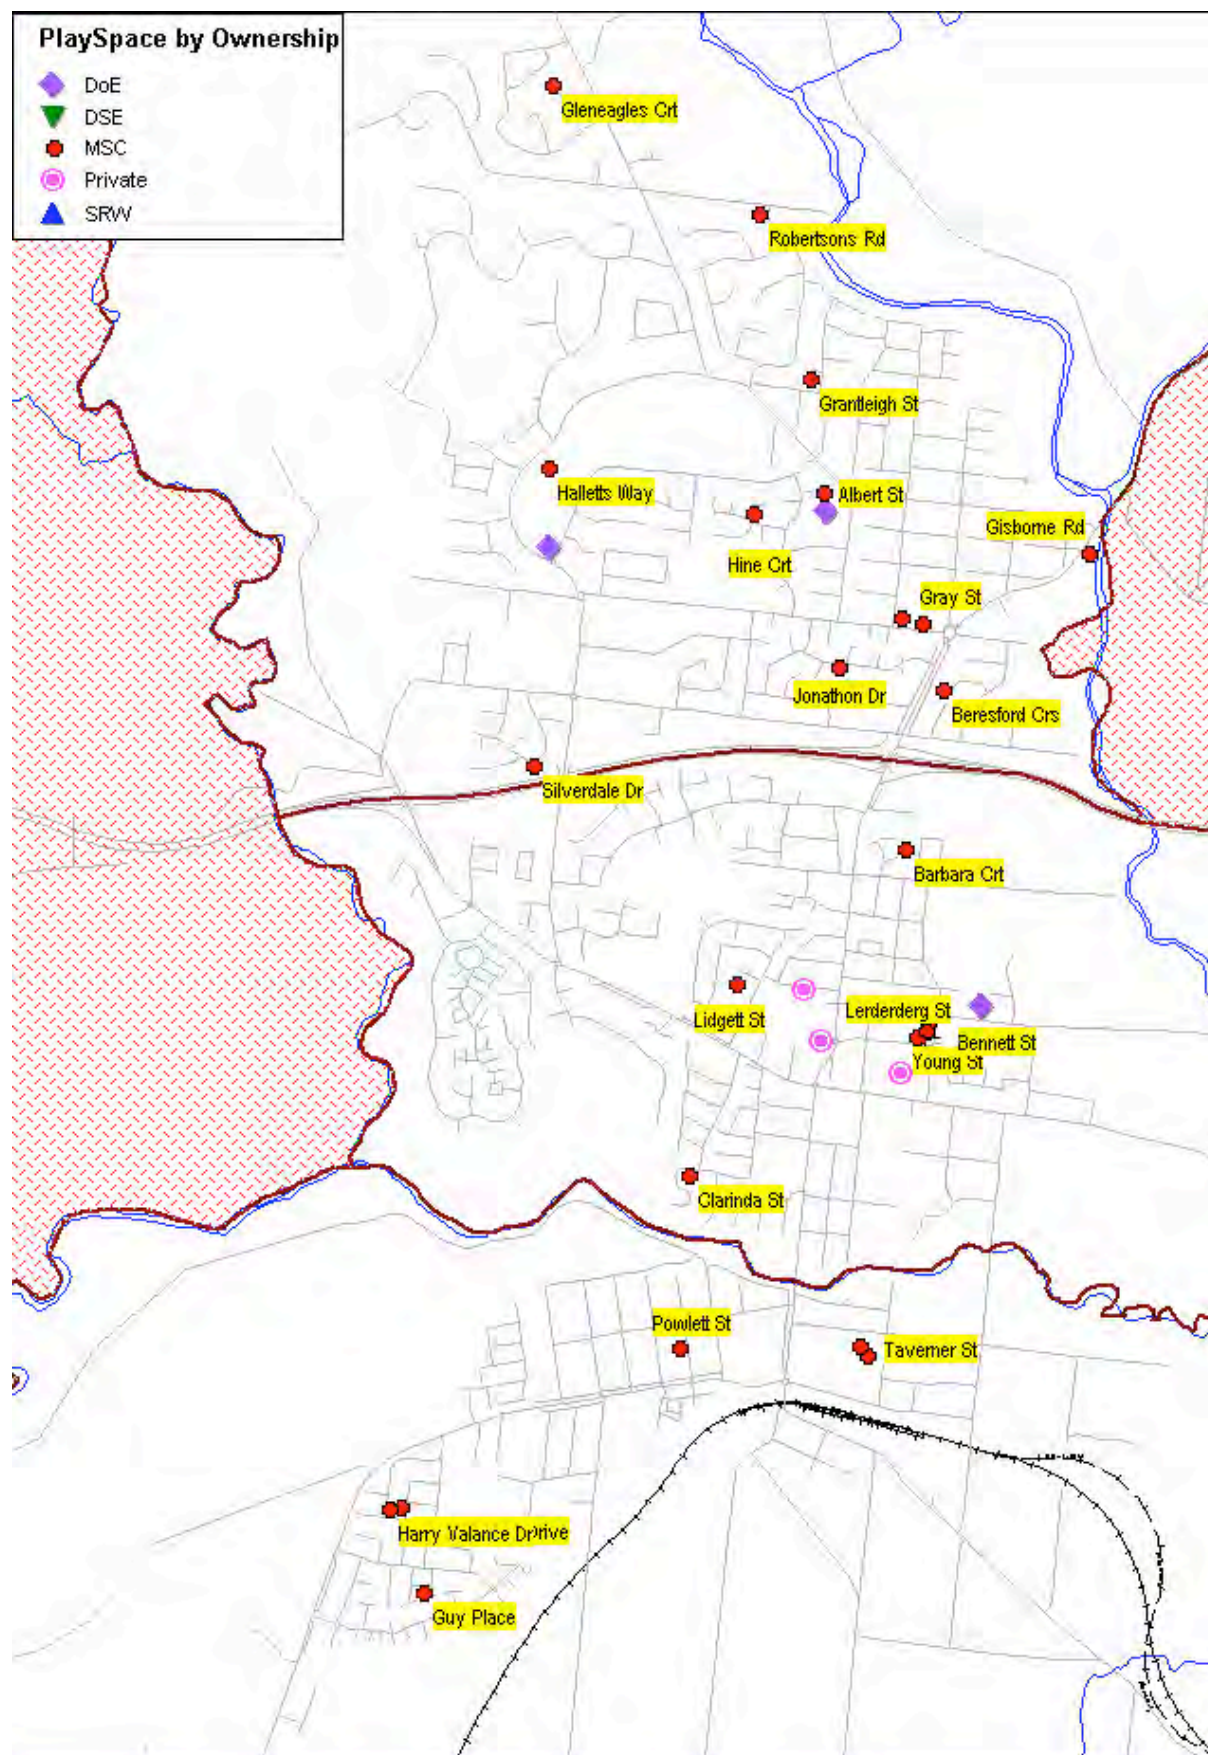 PlaySpace by Ownership
DoE
DSE
MSC
Private
SRW
Gleneagles Crt
Robertsons Rd
Grantleigh St
Halletts Way
Albert St
Gisborne Rd
Hine Crt
Gray St
Jonathon Dr
Beresford Crs
Silverdale Dr
Barbara Crt
Lidgett St
Lerderderg St
Bennett St
Young St
Clarinda St
Powlett St
Taverner St
Harry Valance Drive
Guy Place